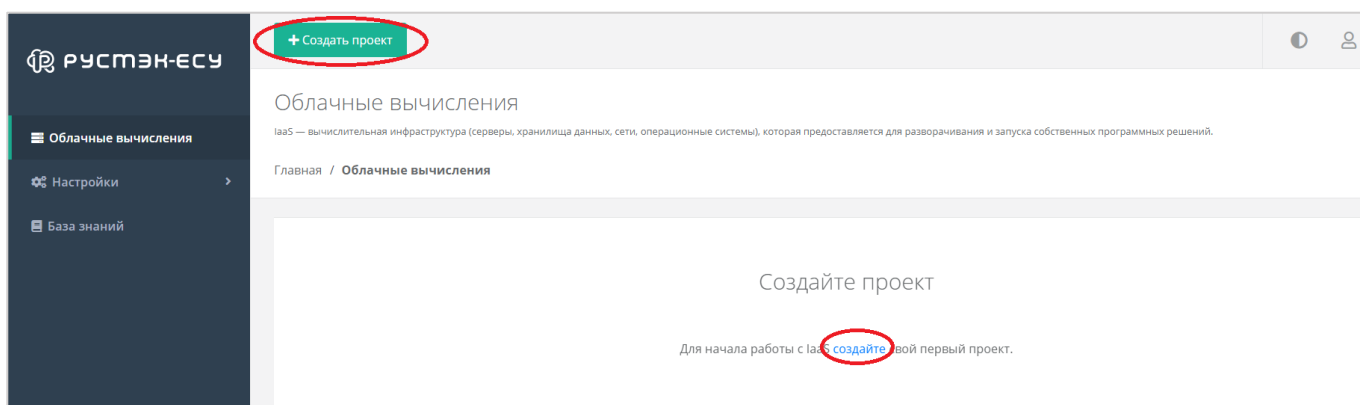 + Создать проект
РУСТЭК-ЕСУ
Облачные вычисления
Настройки
База знаний
Облачные вычисления
IaaS — вычислительная инфраструктура (серверы, хранилища данных, сети, операционные системы), которая предоставляется для разворачивания и запуска собственных программных решений.
Главная / Облачные вычисления
Создайте проект
Для начала работы с IaaS создайте свой первый проект.